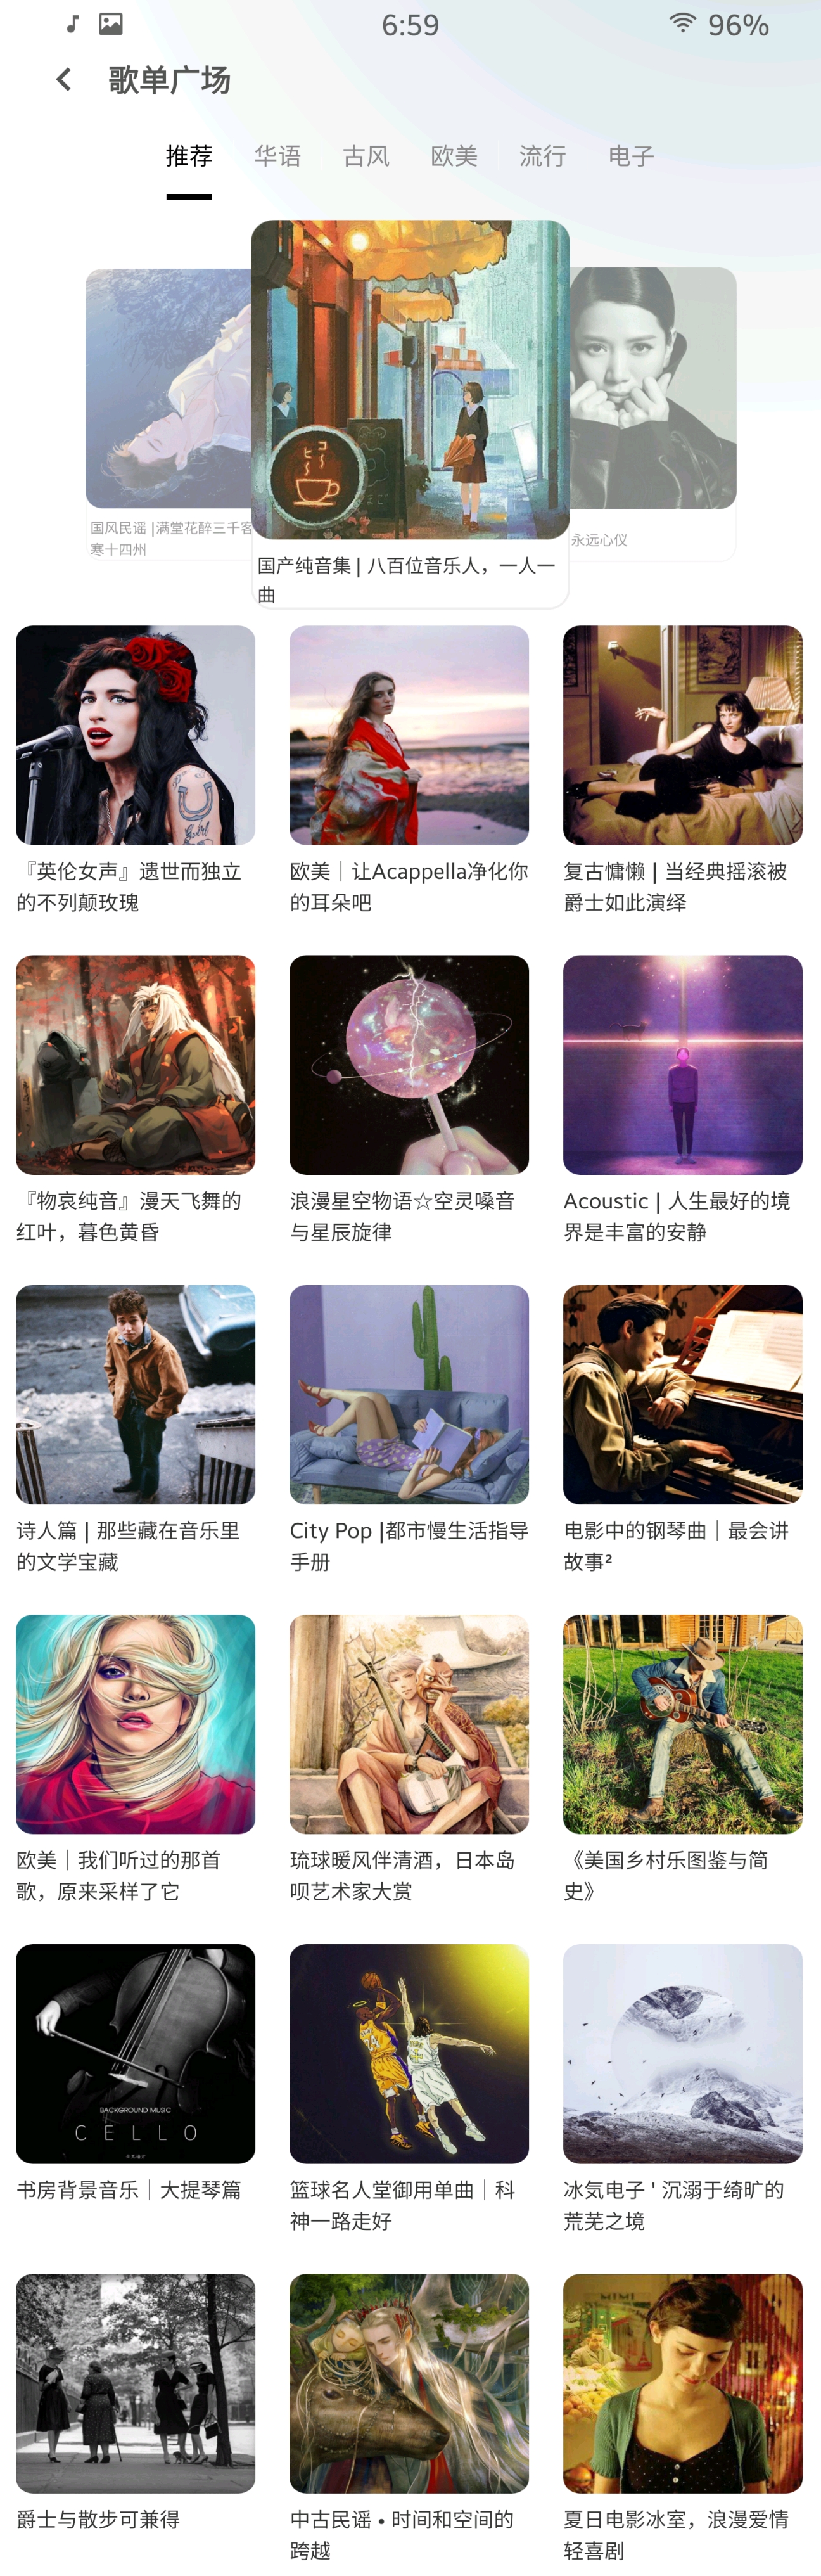 6:59
96%
歌单广场
推荐 华语 古风 欧美 流行 电子
国风民谣 |满堂花醉三千客
寒十四州
コ
ヒ
国产纯音集 | 八百位音乐人，一人一
曲
永远心仪
『英伦女声』遗世而独立
的不列颠玫瑰
欧美｜让Acappella净化你
的耳朵吧
复古慵懒 | 当经典摇滚被
爵士如此演绎
『物哀纯音』漫天飞舞的
红叶，暮色黄昏
浪漫星空物语☆空灵嗓音
与星辰旋律
Acoustic | 人生最好的境
界是丰富的安静
诗人篇 | 那些藏在音乐里
的文学宝藏
City Pop |都市慢生活指导
手册
电影中的钢琴曲｜最会讲
故事²
欧美｜我们听过的那首
歌，原来采样了它
琉球暖风伴清酒，日本岛
呗艺术家大赏
《美国乡村乐图鉴与简
史》
BACKGROUND MUSIC
CELLO
书房背景音乐｜大提琴篇
24
篮球名人堂御用单曲｜科
神一路走好
冰气电子 ' 沉溺于绮旷的
荒芜之境
爵士与散步可兼得
中古民谣 • 时间和空间的
跨越
夏日电影冰室，浪漫爱情
轻喜剧